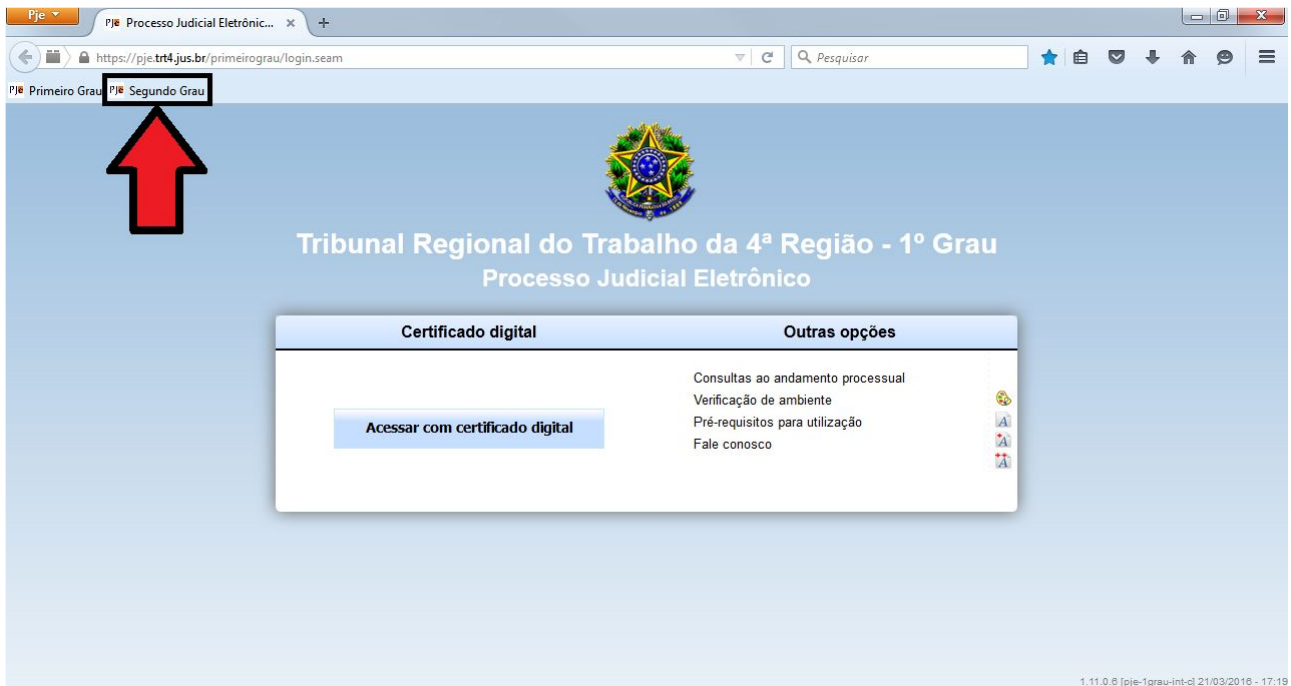 Pje
PJe Processo Judicial Eletrônic...
https://pje.trt4.jus.br/primeirograu/login.seam
Pesquisar
PJe Primeiro Grau PJe Segundo Grau
Tribunal Regional do Trabalho da 4ª Região - 1º Grau
Processo Judicial Eletrônico
Certificado digital
Outras opções
Acessar com certificado digital
Consultas ao andamento processual
Verificação de ambiente
Pré-requisitos para utilização
Fale conosco
A
A
A
1.11.0.6 [pje-1grau-int-c] 21/03/2016 - 17:19